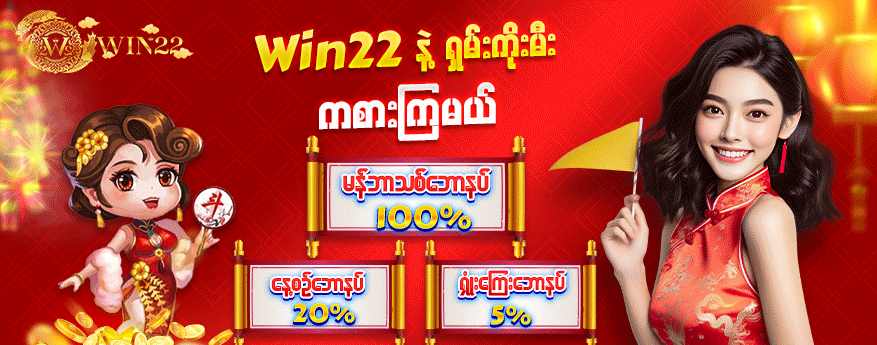 WIN22
Win22 နဲ့ ရှမ်းကိုးမီး
ကစားကြမယ်
မန်ဘာသစ်ဘောနပ်
100%
နေ့စဉ်ဘောနပ်
20%
ရှုံးကြေးဘောနပ်
5%
斗